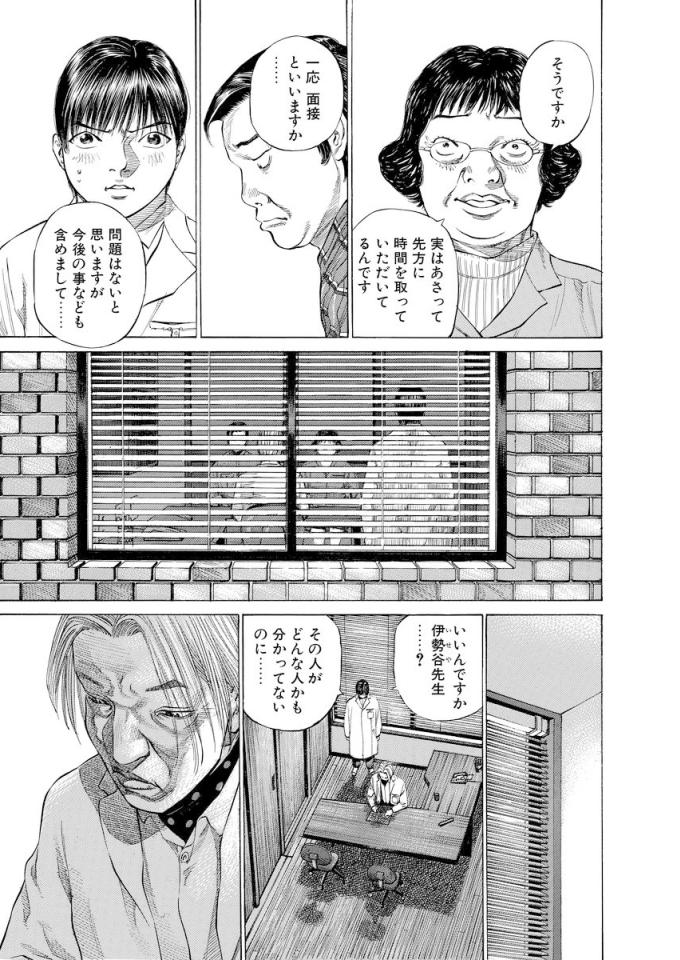 そうですか
実はあさって
先方に
時間を取って
いただいて
るんです
一応 面接
といいますか
……
問題はないと
思いますが
今後の事なども
含めまして……
いいんですか
伊勢谷先生
いせや
……?
その人が
どんな人かも
分かってない
のに……